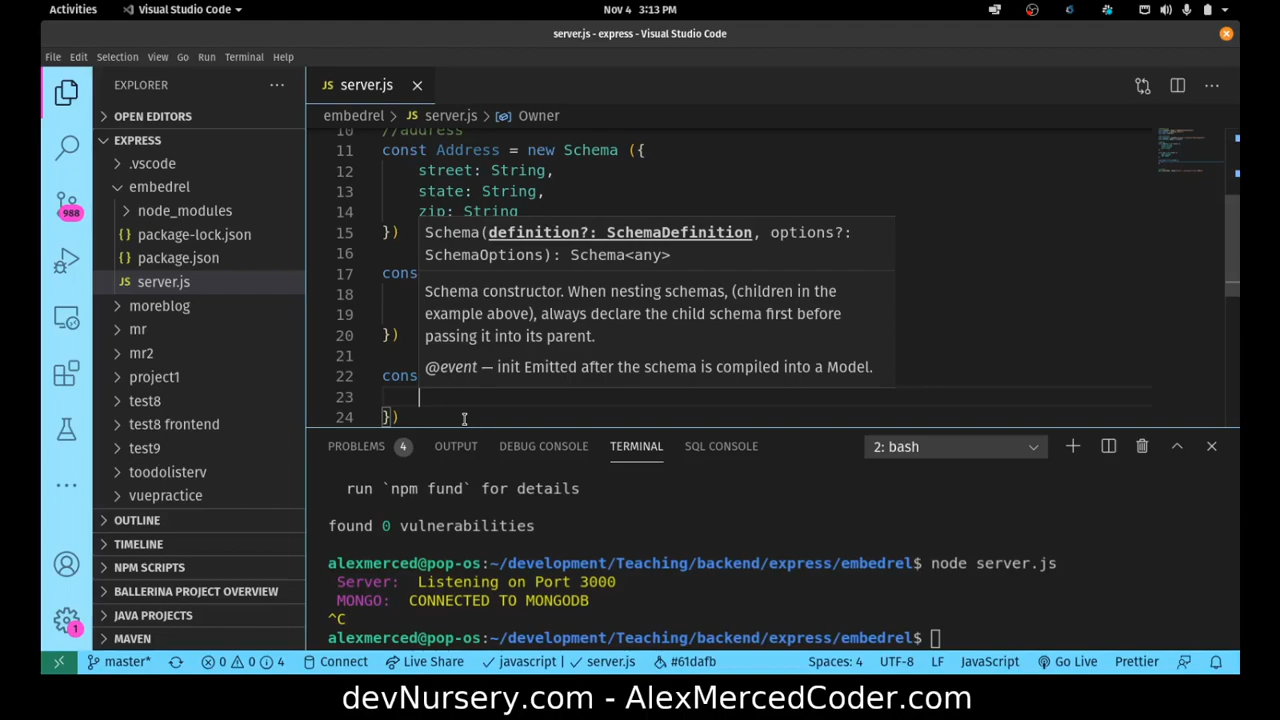 Activities
Visual Studio Code
Nov 4 3:13 PM
server.js - express - Visual Studio Code
File Edit Selection View Go Run Terminal Help
EXPLORER
OPEN EDITORS
EXPRESS
.vscode
embedrel
node_modules
{} package-lock.json
{} package.json
JS server.js
moreblog
mr
mr2
project1
test8
test8 frontend
test9
toodolisterv
vuepractice
OUTLINE
TIMELINE
NPM SCRIPTS
BALLERINA PROJECT OVERVIEW
JAVA PROJECTS
MAVEN
988
1
JS server.js
embedrel > JS server.js > Owner
10 //address
11 const Address = new Schema ({
12 street: String,
13 state: String,
14 zip: String
15 })
16
17 cons
18
19
20 })
21
22 cons
23
24 })
Schema(definition?: SchemaDefinition, options?:
SchemaOptions): Schema<any>
Schema constructor. When nesting schemas, (children in the
example above), always declare the child schema first before
passing it into its parent.
@event — init Emitted after the schema is compiled into a Model.
PROBLEMS 4 OUTPUT DEBUG CONSOLE TERMINAL SQL CONSOLE 2: bash
run `npm fund` for details
found 0 vulnerabilities
alexmerced@pop-os:~/development/Teaching/backend/express/embedrel$ node server.js
Server: Listening on Port 3000
MONGO: CONNECTED TO MONGODB
^C
alexmerced@pop-os:~/development/Teaching/backend/express/embedrel$
master* 0 0 4 Connect Live Share javascript | server.js #61dafb Spaces: 4 UTF-8 LF JavaScript Go Live Prettier
devNursery.com - AlexMercedCoder.com